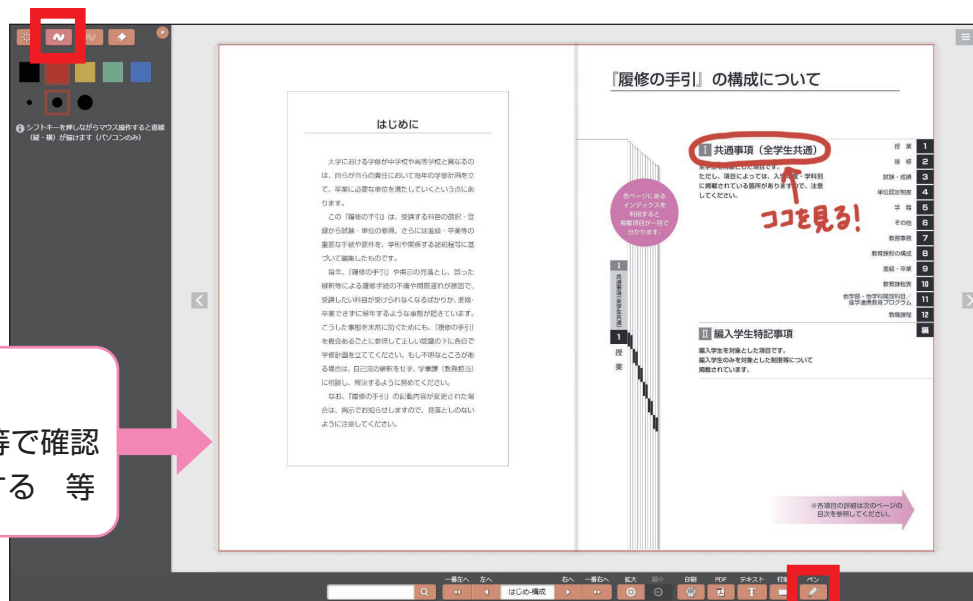 シフトキーを押しながらマウス操作すると直線
（縦・横）が描けます（パソコンのみ）
等で確認
する　等
はじめに
大学における学修が中学校や高等学校と異なるの
は、自らが自らの責任において毎年の学修計画を立
て、卒業に必要な単位を満たしていくという点にあ
ります。
この『履修の手引』は、受講する科目の選択・登
録から試験・単位の修得、さらには進級・卒業等の
重要な手続や要件を、学則や関係する諸規程等に基
づいて編集したものです。
毎年、『履修の手引』や掲示の見落とし、誤った
解釈等による履修手続の不備や期限遅れが原因で、
受講したい科目が受けられなくなるばかりか、進級・
卒業できずに留年するような事態が起きています。
こうした事態を未然に防ぐためにも、『履修の手引』
を機会あるごとに参照して正しい認識の下に各自で
学修計画を立ててください。もし不明なところがあ
る場合は、自己流の解釈をせず、学事課（教務担当）
に相談し、解決するように努めてください。
なお、『履修の手引』の記載内容が変更された場
合は、掲示でお知らせしますので、見落としのない
ように注意してください。
『履修の手引』の構成について
各ページにある
インデックスを
利用すると
掲載項目が一目で
分かります。
I
共通事項（全学生共通）
1
授
業
I 共通事項（全学生共通）
全学生を対象とした項目です。
ただし、項目によっては、入学年度・学科別
に掲載されている箇所がありますので、注意
してください。
ココを見る！
授　業 1
履　修 2
試験・成績 3
単位認定制度 4
学　籍 5
その他 6
教務事務 7
教育課程の構成 8
進級・卒業 9
教育課程表 10
他学部・他学科開放科目／
産学連携教育プログラム 11
教職課程 12
編
II 編入学生特記事項
編入学生を対象とした項目です。
編入学生のみを対象とした制度等について
掲載されています。
※各項目の詳細は次のページの
目次を参照してください。
一番左へ 左へ 右へ 一番右へ 拡大 縮小 印刷 PDF テキスト 付箋 ペン
はじめ-構成